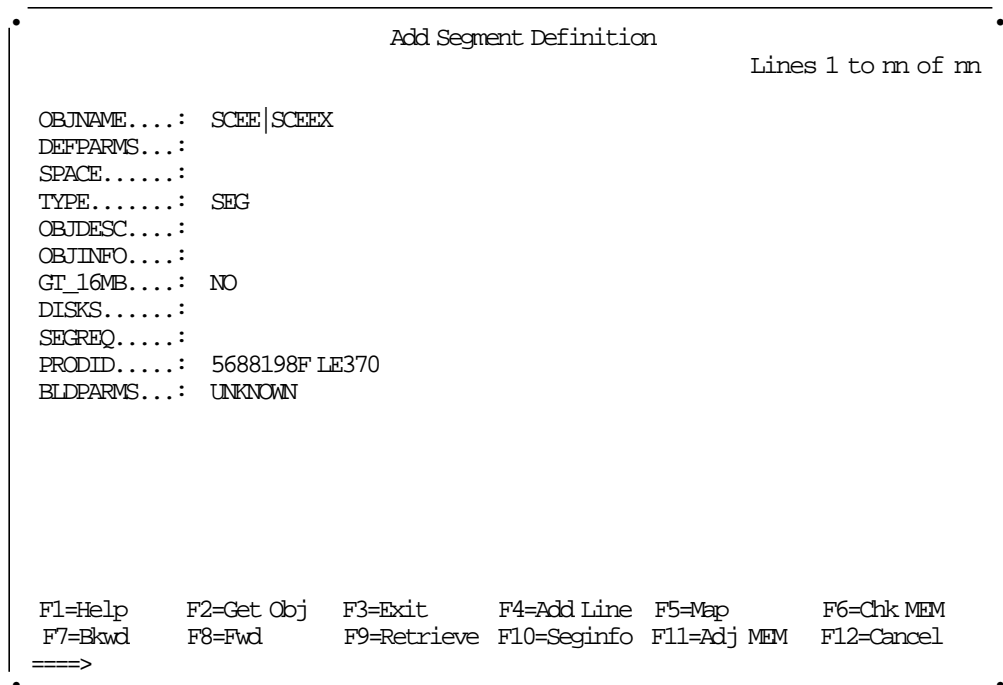 Add Segment Definition
Lines 1 to nn of nn
OBJNAME....: SCEE|SCEEX
DEFPARMS...:
SPACE......:
TYPE.......: SEG
OBJDESC....:
OBJINFO....:
GT_16MB....: NO
DISKS......:
SEGREQ.....:
PRODID.....: 5688198F LE370
BLDPARMS...: UNKNOWN
F1=Help F2=Get Obj F3=Exit F4=Add Line F5=Map F6=Chk MEM
F7=Bkwd F8=Fwd F9=Retrieve F10=Seginfo F11=Adj MEM F12=Cancel
====>